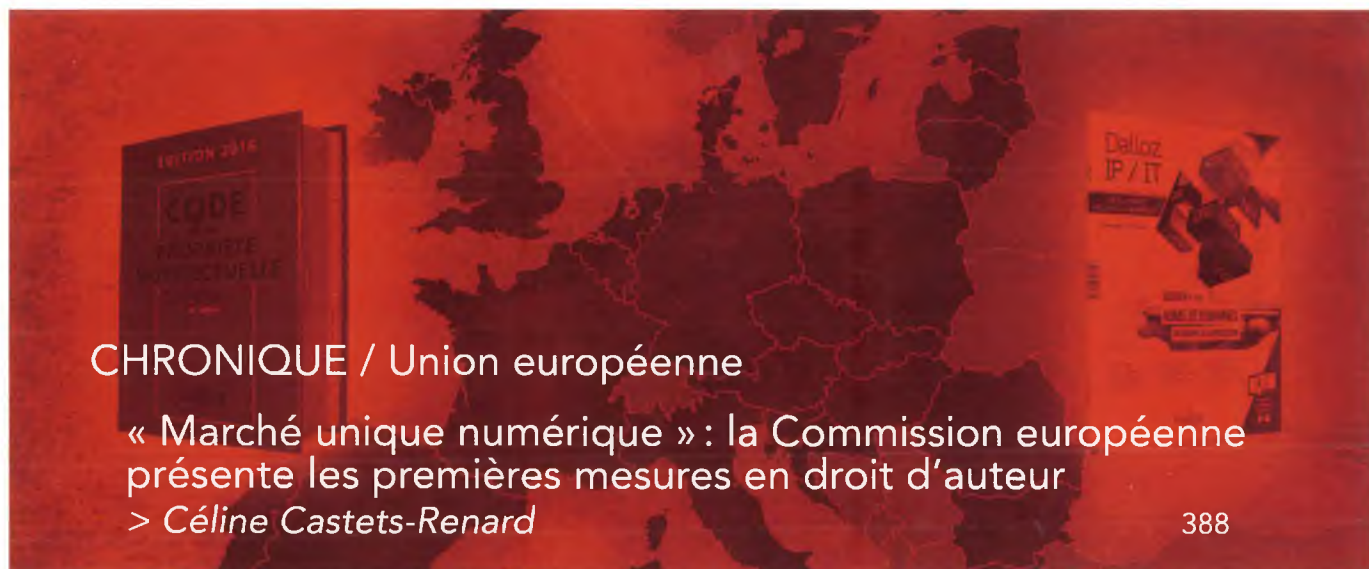 ÉDITION 2016
CODE
PROPRIÉTÉ
INTELLECTUELLE
Dalloz
IP / IT
CHRONIQUE / Union européenne
« Marché unique numérique » : la Commission européenne
présente les premières mesures en droit d'auteur
> Céline Castets-Renard
388